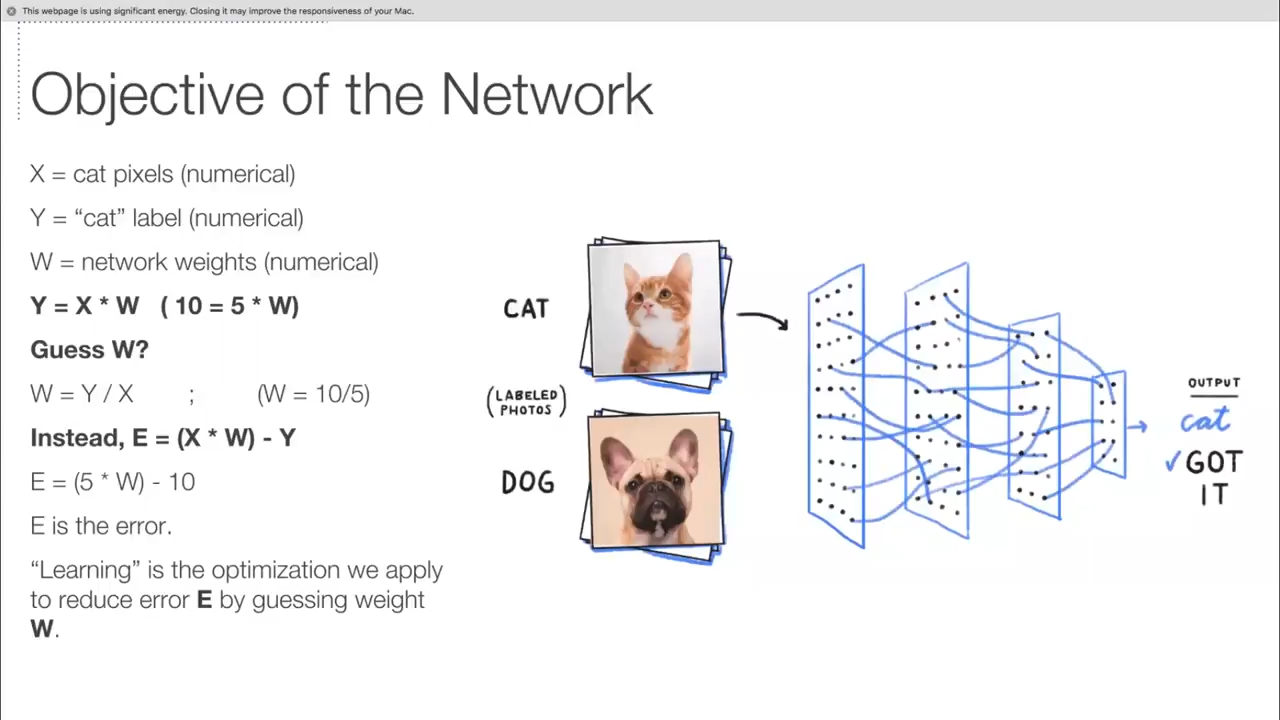 This webpage is using significant energy. Closing it may improve the responsiveness of your Mac.
Objective of the Network
X = cat pixels (numerical)
Y = “cat” label (numerical)
W = network weights (numerical)
Y = X * W ( 10 = 5 * W)
Guess W?
W = Y / X ; (W = 10/5)
Instead, E = (X * W) - Y
E = (5 * W) - 10
E is the error.
“Learning” is the optimization we apply
to reduce error E by guessing weight
W.
CAT
(LABELED
PHOTOS)
DOG
OUTPUT
cat
✓GOT
IT